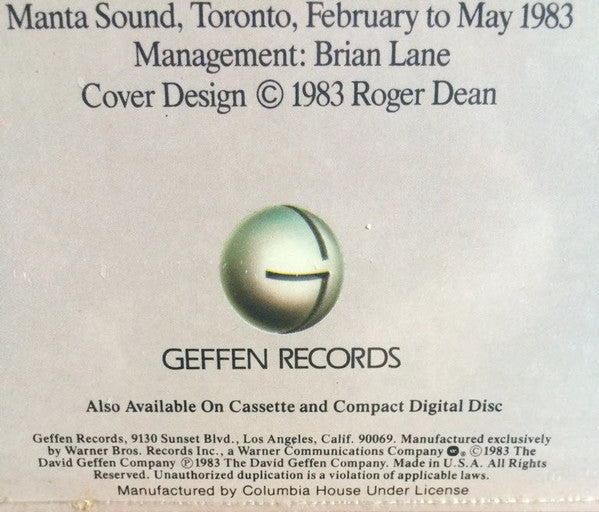 Manta Sound, Toronto, February to May 1983
Management: Brian Lane
Cover Design © 1983 Roger Dean
GEFFEN RECORDS
Also Available On Cassette and Compact Digital Disc
Geffen Records, 9130 Sunset Blvd., Los Angeles, Calif. 90069. Manufactured exclusively
by Warner Bros. Records Inc., a Warner Communications Company. ©1983 The
David Geffen Company ℗1983 The David Geffen Company. Made in U.S.A. All Rights
Reserved. Unauthorized duplication is a violation of applicable laws.
Manufactured by Columbia House Under License